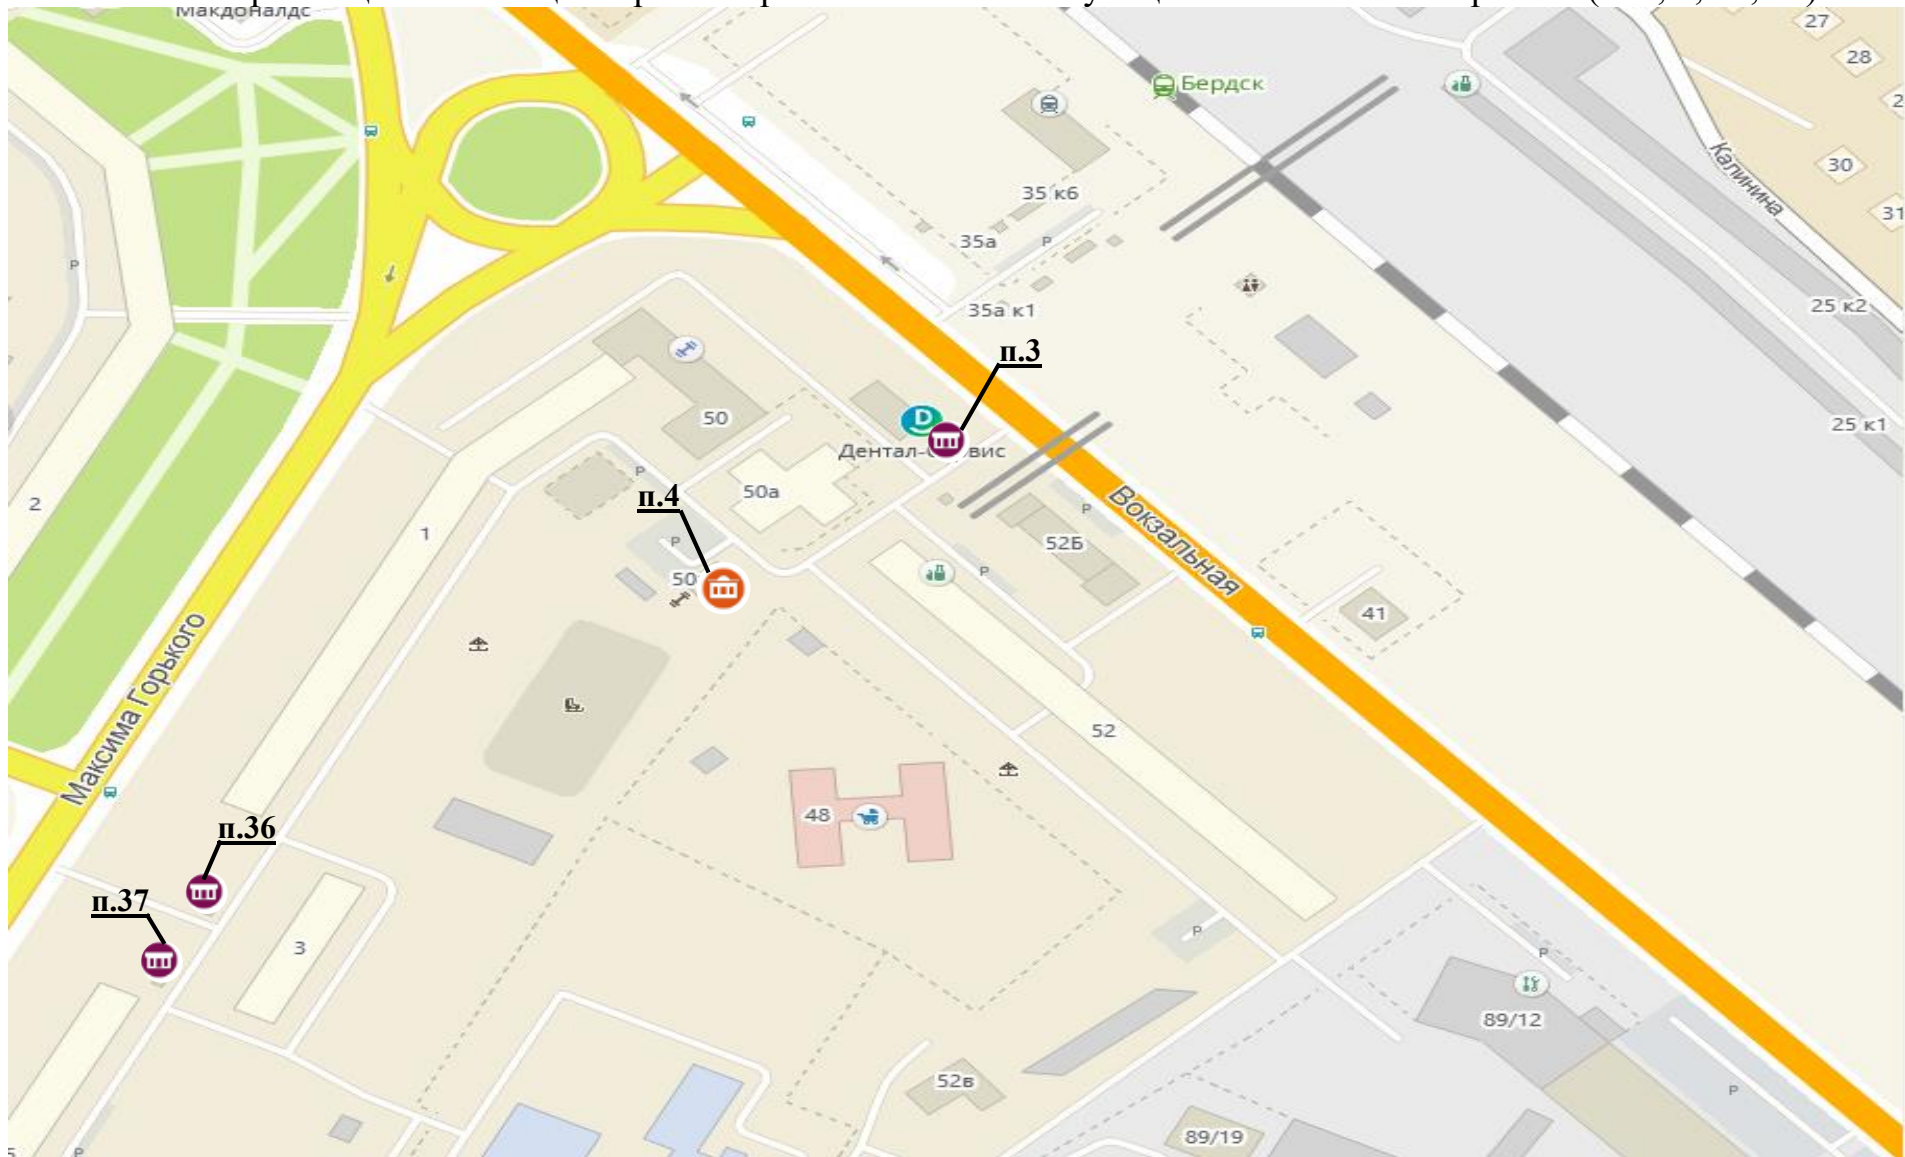 Макдоналдс
27
28
Бердск
Калинина
30
35 к6
31
35а
P
P
35а к1
25 к2
п.3
50
25 к1
Дентал-
вис
P
50а
п.4
2
P
Вокзальная
1
P
52Б
P
50
41
Максима Горького
52
48
п.36
п.37
P
3
P
89/12
52в
P
89/19
P